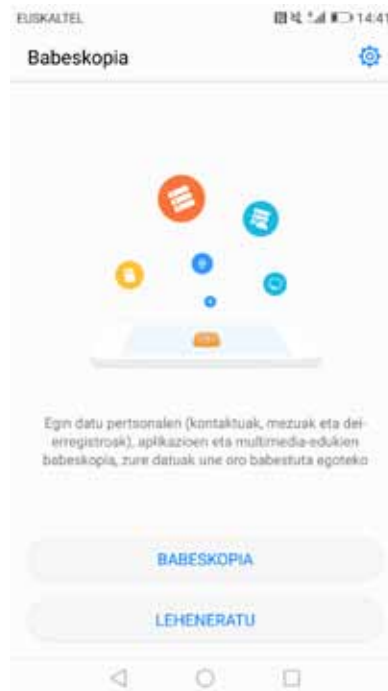 EUSKALTEL 14:41
Babeskopia
Egin datu pertsonalen (kontaktuak, mezuak eta dei-
erregistroak), aplikazioen eta multimedia-edukien
babeskopia, zure datuak une oro babestuta egoteko
BABESKOPIA
LEHENERATU